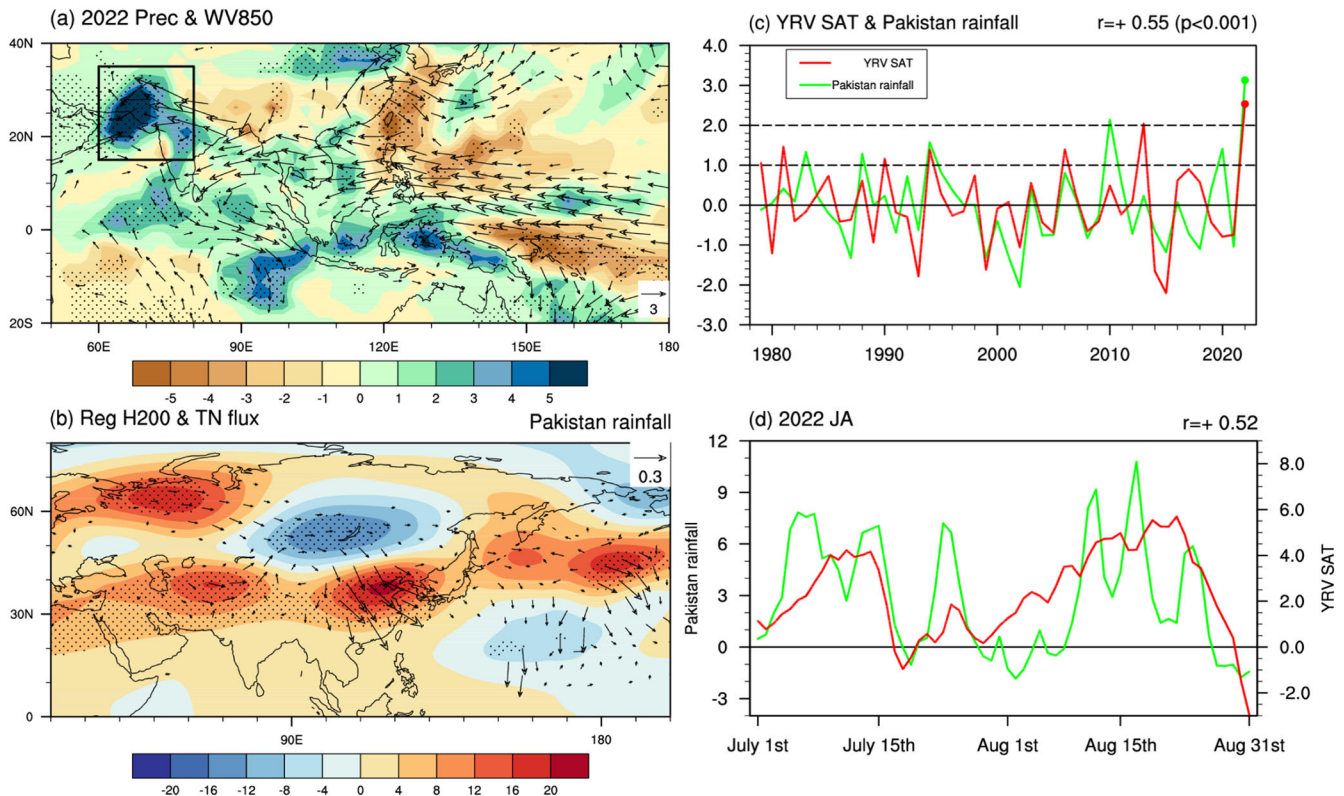 (a) 2022 Prec & WV850
40N
20N
0
20S
60E 90E 120E 150E 180
3
-5 -4 -3 -2 -1 0 1 2 3 4 5
(c) YRV SAT & Pakistan rainfall r=+ 0.55 (p<0.001)
4.0
3.0
2.0
1.0
0.0
-1.0
-2.0
-3.0
YRV SAT
Pakistan rainfall
1980 1990 2000 2010 2020
(b) Reg H200 & TN flux Pakistan rainfall
0.3
60N
30N
0
90E 180
-20 -16 -12 -8 -4 0 4 8 12 16 20
(d) 2022 JA r=+ 0.52
Pakistan rainfall
12
9
6
3
0
-3
8.0
6.0
4.0
2.0
0.0
-2.0
YRV SAT
July 1st July 15th Aug 1st Aug 15th Aug 31st